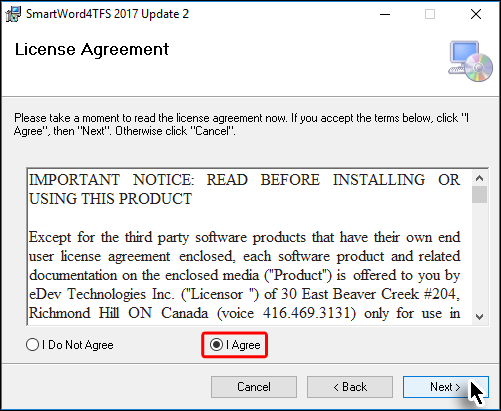 SmartWord4TFS 2017 Update 2
License Agreement
Please take a moment to read the license agreement now. If you accept the terms below, click "I
Agree", then "Next". Otherwise click "Cancel".
IMPORTANT NOTICE: READ BEFORE INSTALLING OR
USING THIS PRODUCT
Except for the third party software products that have their own end
user license agreement enclosed, each software product and related
documentation on the enclosed media ("Product") is offered to you by
eDev Technologies Inc. ("Licensor ") of 30 East Beaver Creek #204,
Richmond Hill ON Canada (voice 416.469.3131) only for use in
I Do Not Agree
I Agree
Cancel
< Back
Next >